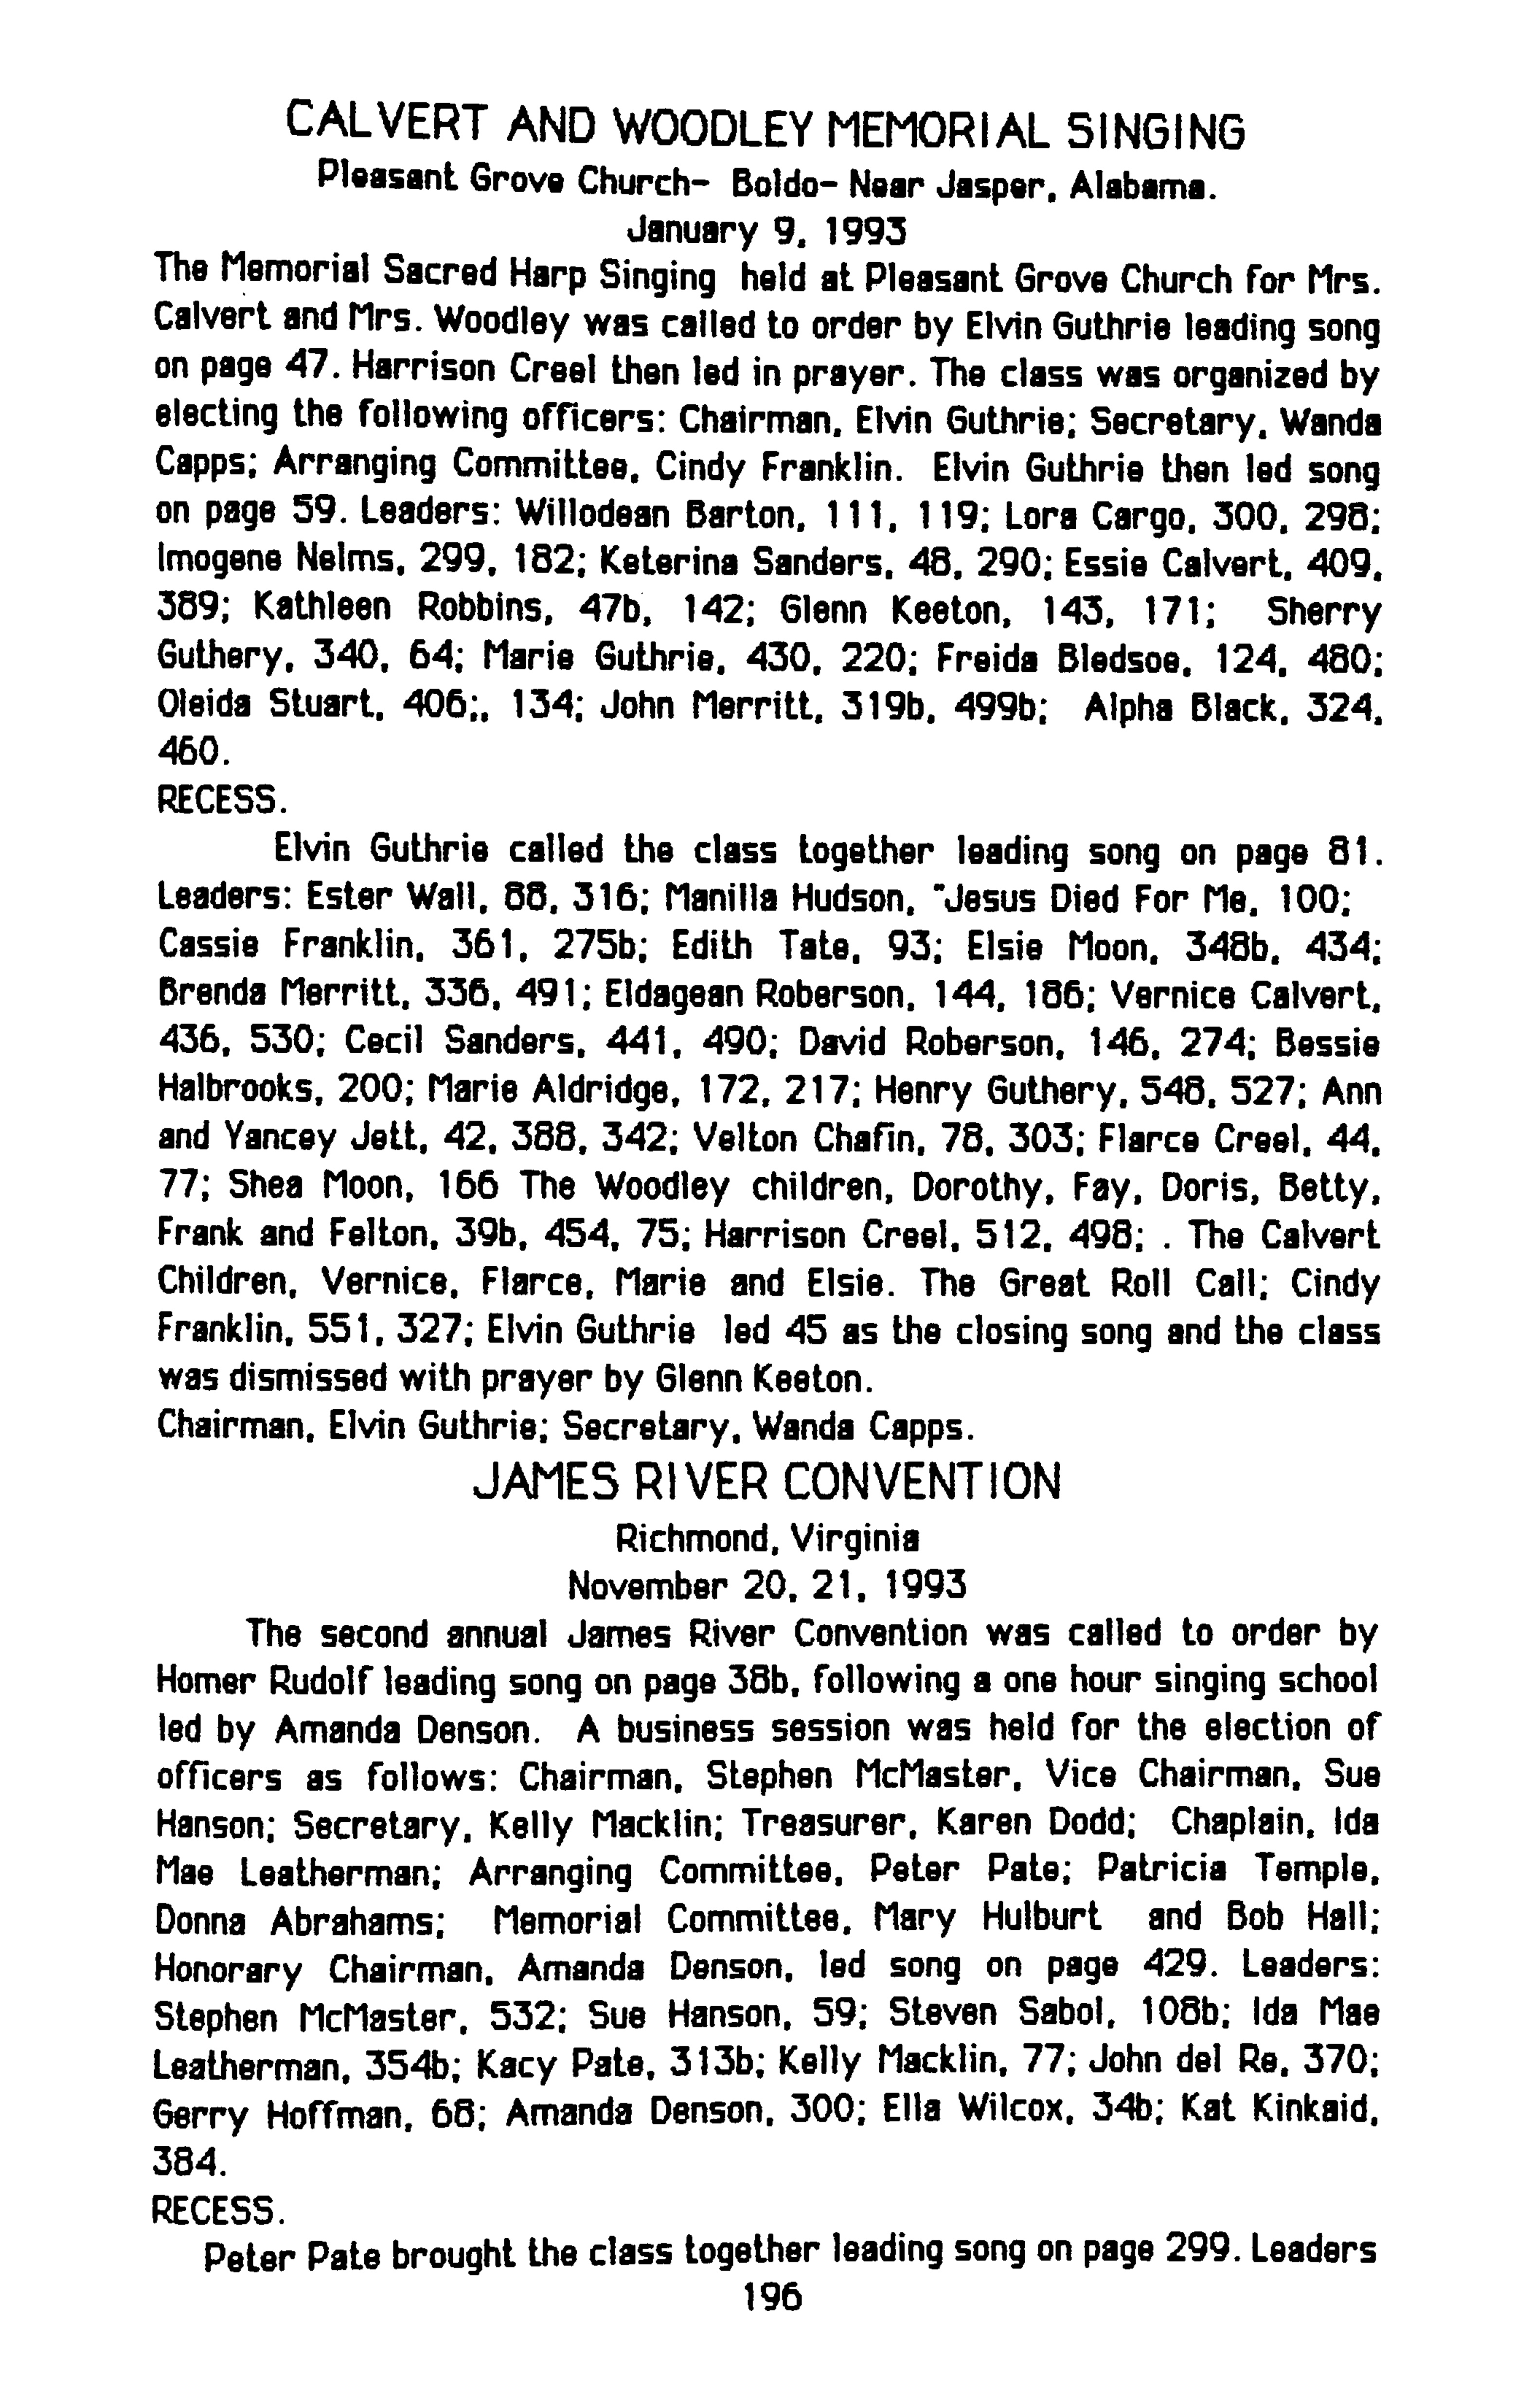 CALVERT AND WOODLEY MEMORIAL SINGING
Pleasant Grove Church- Boldo- Near Jasper, Alabama.
January 9, 1993
The Memorial Sacred Harp Singing held at Pleasant Grove Church for Mrs.
Calvert and Mrs. Woodley was called to order by Elvin Guthrie leading song
on page 47. Harrison Creel then led in prayer. The class was organized by
electing the following officers: Chairman, Elvin Guthrie; Secretary, Wanda
Capps; Arranging Committee, Cindy Franklin. Elvin Guthrie then led song
on page 59. Leaders: Willodean Barton, 111, 119; Lora Cargo, 300, 298;
Imogene Nelms, 299, 182; Keterina Sanders, 48, 290; Essie Calvert, 409,
389; Kathleen Robbins, 47b, 142; Glenn Keeton, 143, 171; Sherry
Guthery, 340, 64; Marie Guthrie, 430, 220; Freida Bledsoe, 124, 480;
Oleida Stuart, 406;, 134; John Merritt, 319b, 499b; Alpha Black, 324,
460.
RECESS.
Elvin Guthrie called the class together leading song on page 81.
Leaders: Ester Wall, 88, 316; Manilla Hudson, "Jesus Died For Me, 100;
Cassie Franklin, 361, 275b; Edith Tate, 93; Elsie Moon, 348b, 434;
Brenda Merritt, 336, 491; Eldagean Roberson, 144, 186; Vernice Calvert,
436, 530; Cecil Sanders, 441, 490; David Roberson, 146, 274; Bessie
Halbrooks, 200; Marie Aldridge, 172, 217; Henry Guthery, 548, 527; Ann
and Yancey Jett, 42, 388, 342; Velton Chafin, 78, 303; Flarce Creel, 44,
77; Shea Moon, 166 The Woodley children, Dorothy, Fay, Doris, Betty,
Frank and Felton, 39b, 454, 75; Harrison Creel, 512, 498; . The Calvert
Children, Vernice, Flarce, Marie and Elsie. The Great Roll Call; Cindy
Franklin, 551, 327; Elvin Guthrie led 45 as the closing song and the class
was dismissed with prayer by Glenn Keeton.
Chairman, Elvin Guthrie; Secretary, Wanda Capps.
JAMES RIVER CONVENTION
Richmond, Virginia
November 20, 21, 1993
The second annual James River Convention was called to order by
Homer Rudolf leading song on page 38b, following a one hour singing school
led by Amanda Denson. A business session was held for the election of
officers as follows: Chairman, Stephen McMaster, Vice Chairman, Sue
Hanson; Secretary, Kelly Macklin; Treasurer, Karen Dodd; Chaplain, Ida
Mae Leatherman; Arranging Committee, Peter Pate; Patricia Temple,
Donna Abrahams; Memorial Committee, Mary Hulburt and Bob Hall;
Honorary Chairman, Amanda Denson, led song on page 429. Leaders:
Stephen McMaster, 532; Sue Hanson, 59; Steven Sabol, 108b; Ida Mae
Leatherman, 354b; Kacy Pate, 313b; Kelly Macklin, 77; John del Re, 370;
Gerry Hoffman, 68; Amanda Denson, 300; Ella Wilcox, 34b; Kat Kinkaid,
384.
RECESS.
Peter Pate brought the class together leading song on page 299. Leaders
196